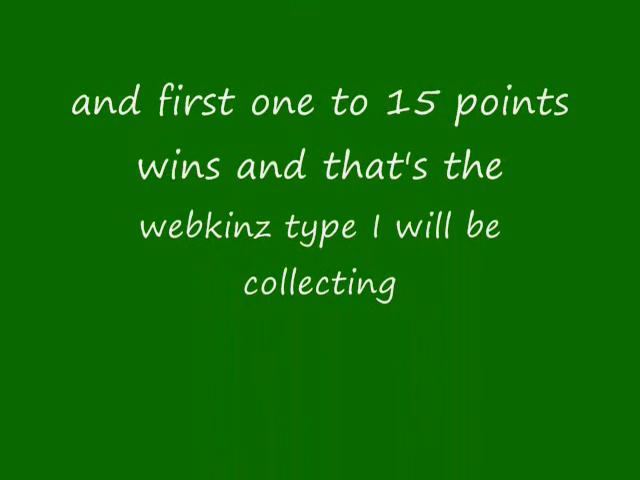 and first one to 15 points
wins and that's the
webkinz type I will be
collecting